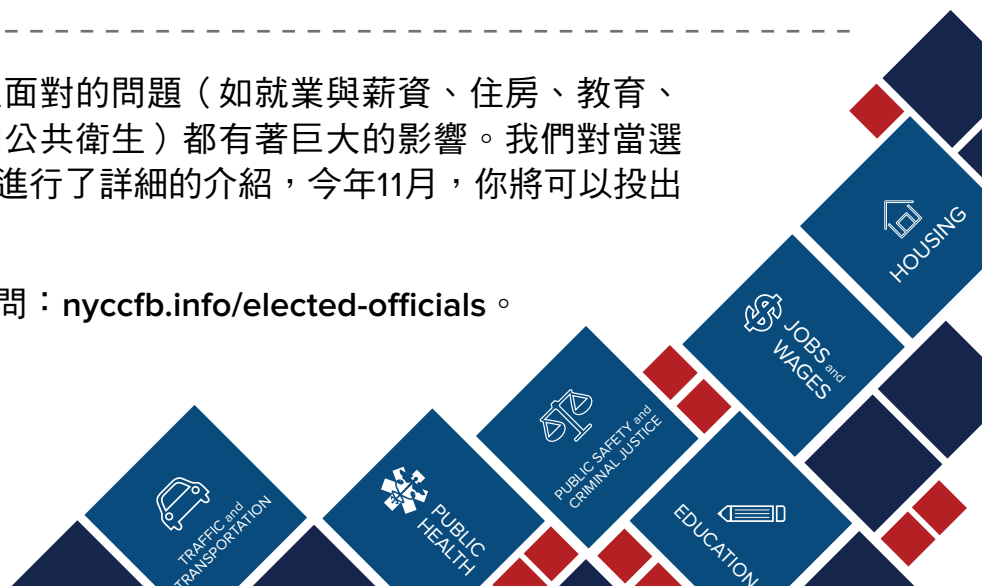 面對的問題（如就業與薪資、住房、教育、
公共衛生）都有著巨大的影響。我們對當選
進行了詳細的介紹，今年11月，你將可以投出
問：nyccfb.info/elected-officials。
HOUSING
JOBS and
WAGES
PUBLIC SAFETY and
CRIMINAL JUSTICE
EDUCATION
PUBLIC
HEALTH
TRAFFIC and
TRANSPORTATION